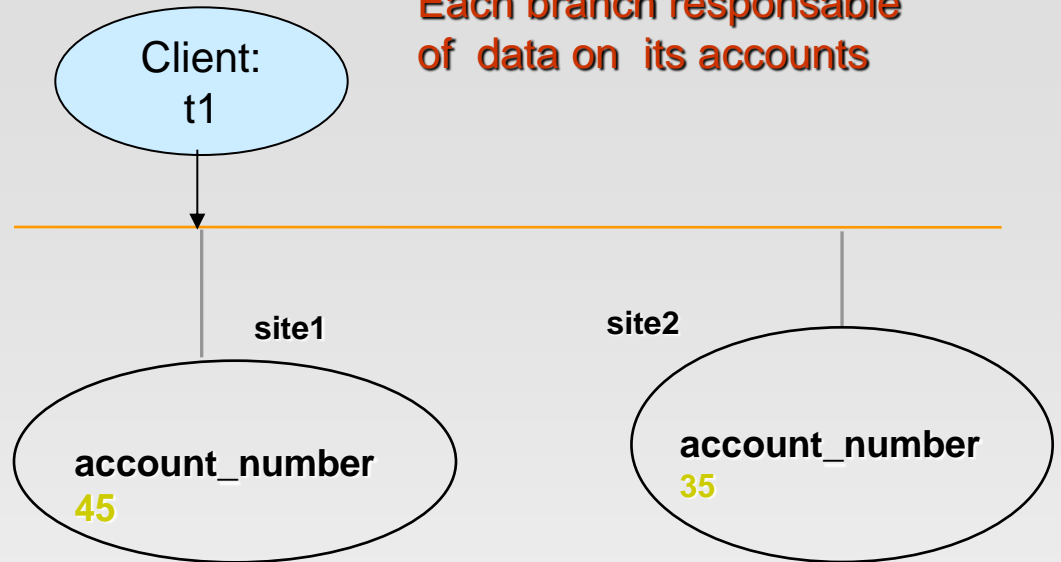 Each branch responsable
of data on its accounts
Client:
t1
site1
site2
account_number
45
account_number
35